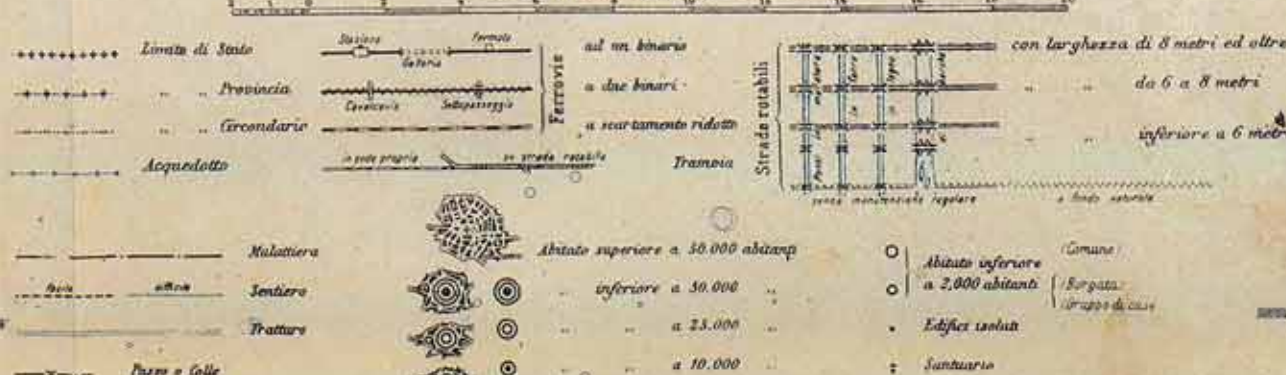 Limite di Stato
" " Provincia
" " Circondario
Acquedotto
Stazione Fermata
Galleria
Cavalcavia Sottopassaggio
in sede propria su strada rotabile
Ferrovie
ad un binario
a due binari
a scartamento ridotto
Tramvia
Strade rotabili
con larghezza di 8 metri ed oltre
" " da 6 a 8 metri
" " inferiore a 6 metri
senza manutenzione regolare a fondo naturale
Mulattiera
facile difficile
Sentiero
Tratturo
Passo o Colle
Abitato superiore a 50.000 abitanti
" inferiore a 50.000 "
" " a 25.000 "
" " a 10.000 "
Abitato inferiore
a 2,000 abitanti
(Comune)
(Borgata)
(Gruppo di case)
Edifici isolati
Santuario